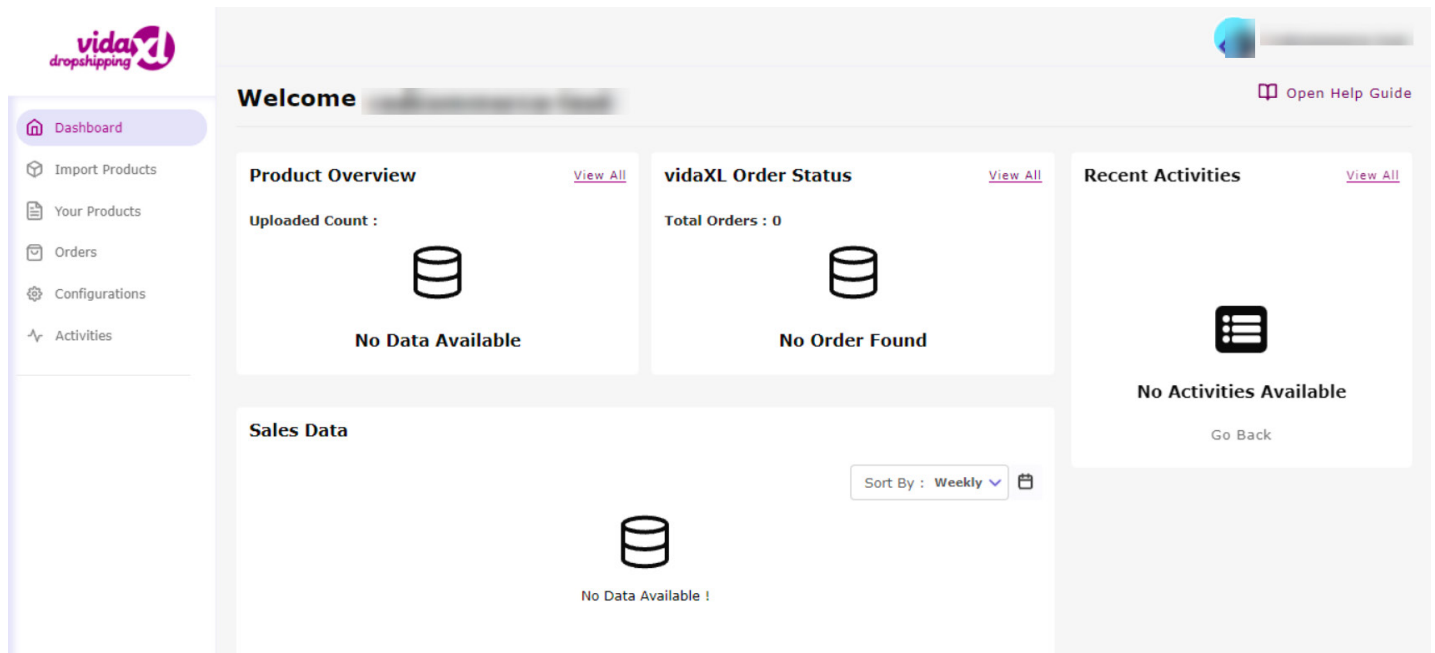 vidaXL
dropshipping
Dashboard
Import Products
Your Products
Orders
Configurations
Activities
Welcome
Open Help Guide
Product Overview
View All
Uploaded Count :
No Data Available
vidaXL Order Status
View All
Total Orders : 0
No Order Found
Recent Activities
View All
No Activities Available
Go Back
Sales Data
Sort By : Weekly
No Data Available !